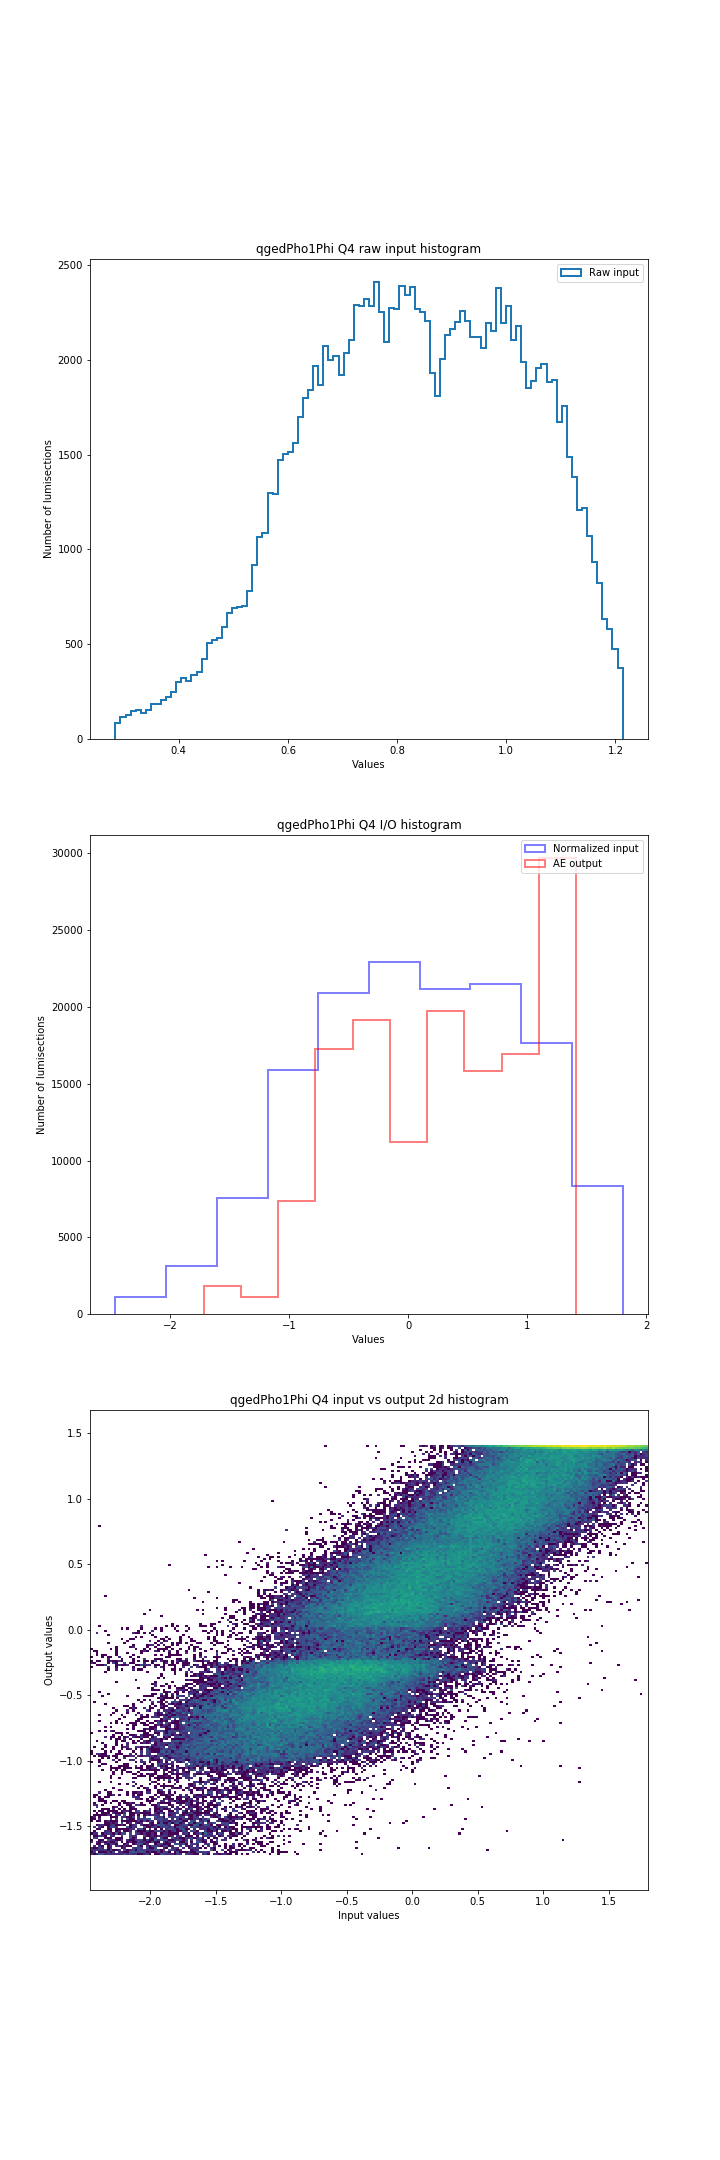 qgedPho1Phi Q4 raw input histogram
Raw input
2500
2000
1500
1000
500
0
Number of lumisections
0.4 0.6 0.8 1.0 1.2
Values
qgedPho1Phi Q4 I/O histogram
Normalized input
AE output
30000
25000
20000
15000
10000
5000
0
Number of lumisections
−2 −1 0 1 2
Values
qgedPho1Phi Q4 input vs output 2d histogram
1.5
1.0
0.5
0.0
−0.5
−1.0
−1.5
Output values
−2.0 −1.5 −1.0 −0.5 0.0 0.5 1.0 1.5
Input values